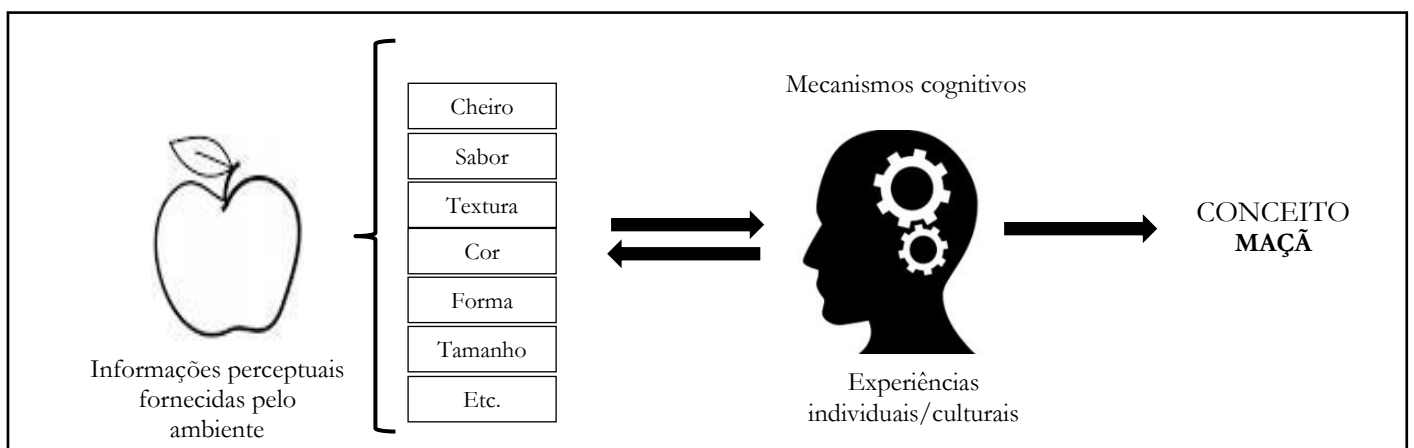 Informações perceptuais
fornecidas pelo
ambiente
Cheiro
Sabor
Textura
Cor
Forma
Tamanho
Etc.
Mecanismos cognitivos
Experiências
individuais/culturais
CONCEITO
MAÇÃ